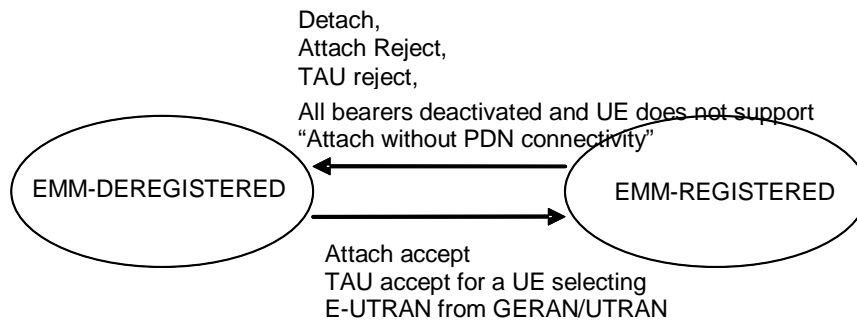 Detach,
Attach Reject,
TAU reject,
All bearers deactivated and UE does not support
“Attach without PDN connectivity”
EMM-DEREGISTERED
EMM-REGISTERED
Attach accept
TAU accept for a UE selecting
E-UTRAN from GERAN/UTRAN